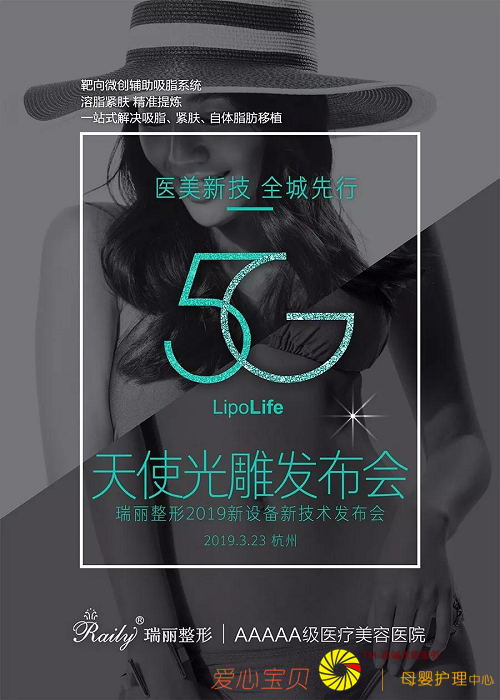 靶向微创辅助吸脂系统
溶脂紧肤 精准提炼
一站式解决吸脂、紧肤、自体脂肪移植
医美新技 全城先行
5G
LipoLife
天使光雕发布会
瑞丽整形2019新设备新技术发布会
2019.3.23 杭州
Raily® 瑞丽整形 | AAAAA级医疗美容医院
爱心宝贝 | 母婴护理中心